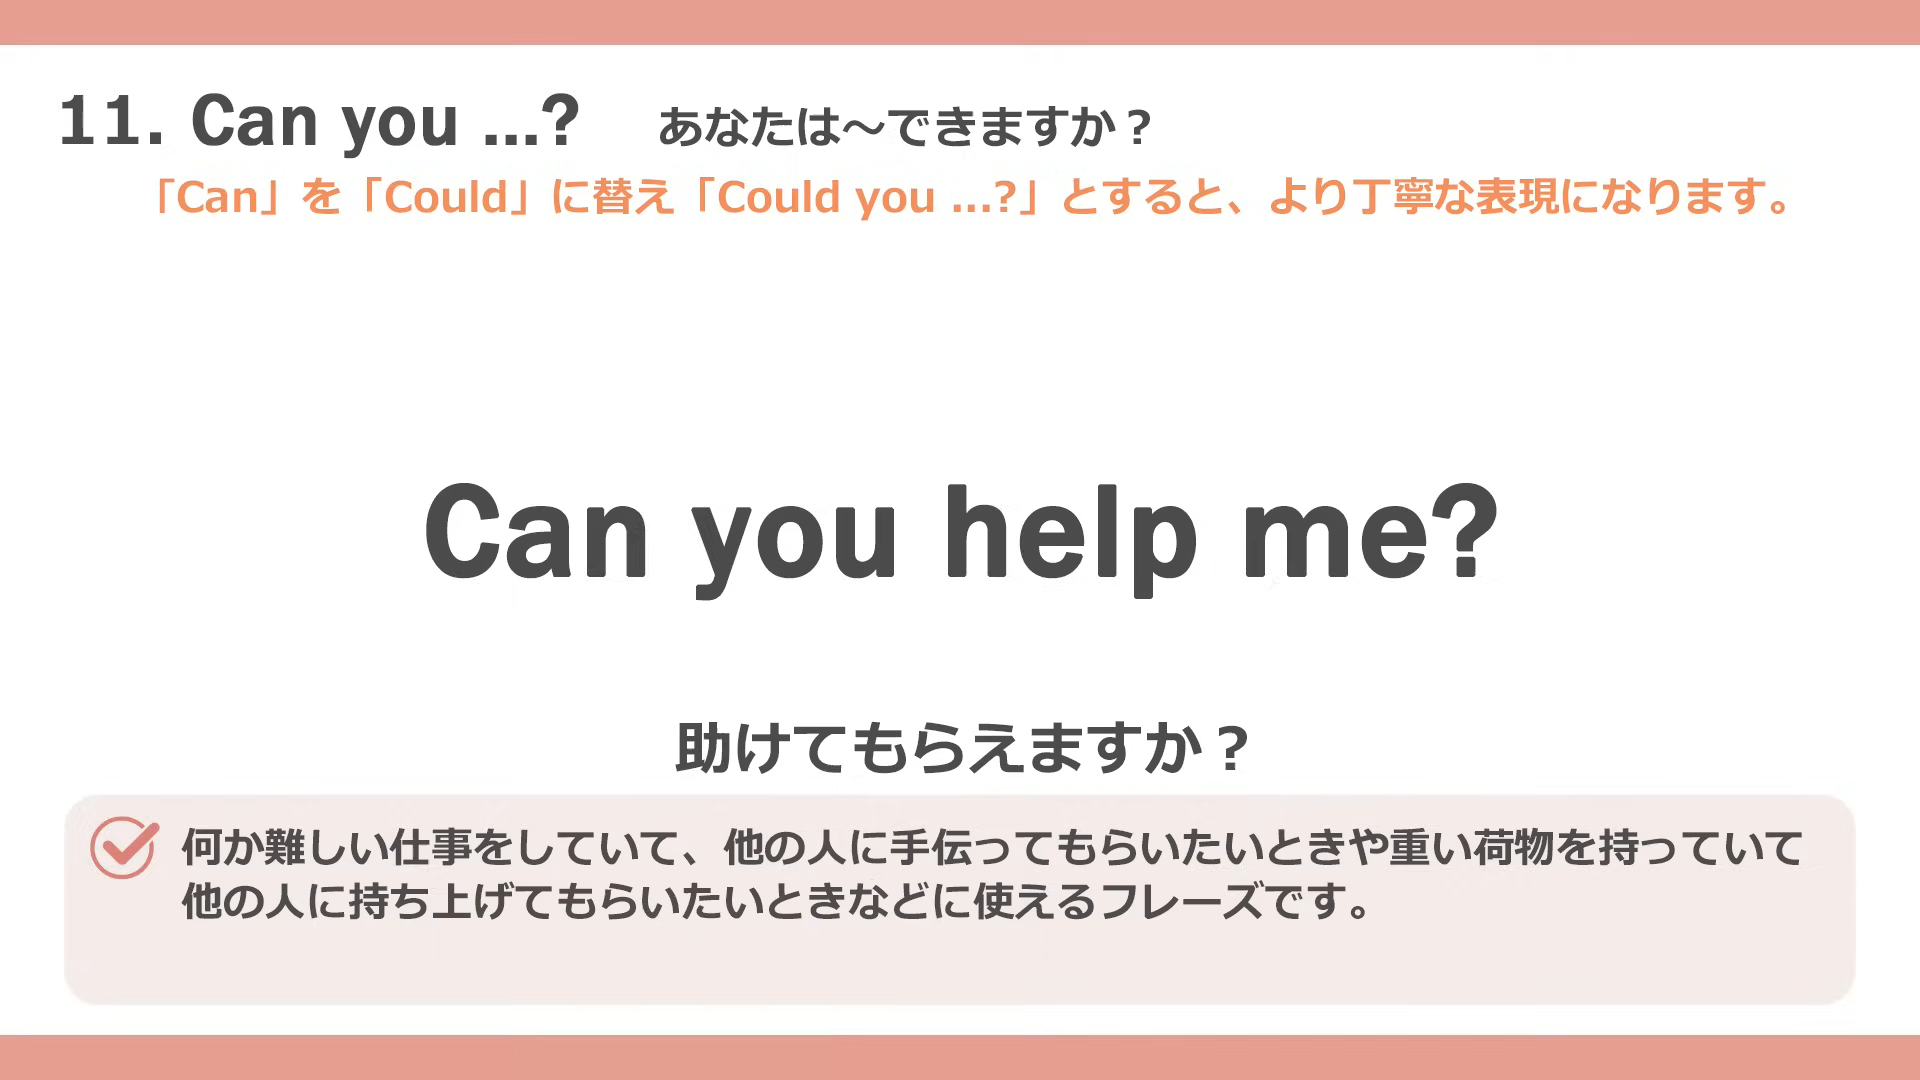 11. Can you ...? あなたは～できますか？
「Can」を「Could」に替え「Could you ...?」とすると、より丁寧な表現になります。
Can you help me?
助けてもらえますか？
何か難しい仕事をしていて、他の人に手伝ってもらいたいときや重い荷物を持っていて
他の人に持ち上げてもらいたいときなどに使えるフレーズです。